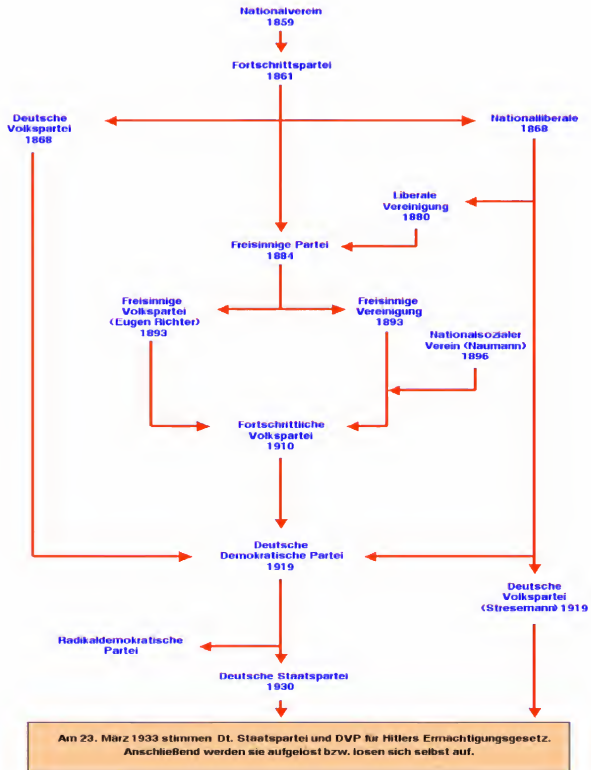 Nationalverein
1859
Fortschrittspartei
1861
Deutsche
Volkspartei
1868
Nationalliberale
1868
Liberale
Vereinigung
1880
Freisinnige Partei
1884
Freisinnige
Volkspartei
(Eugen Richter)
1893
Freisinnige
Vereinigung
1893
Nationalsozialer
Verein (Naumann)
1896
Fortschrittliche
Volkspartei
1910
Deutsche
Demokratische Partei
1919
Deutsche
Volkspartei
(Stresemann) 1919
Radikaldemokratische
Partei
Deutsche Staatspartei
1930
Am 23. März 1933 stimmen Dt. Staatspartei und DVP für Hitlers Ermächtigungsgesetz.
Anschließend werden sie aufgelöst bzw. lösen sich selbst auf.